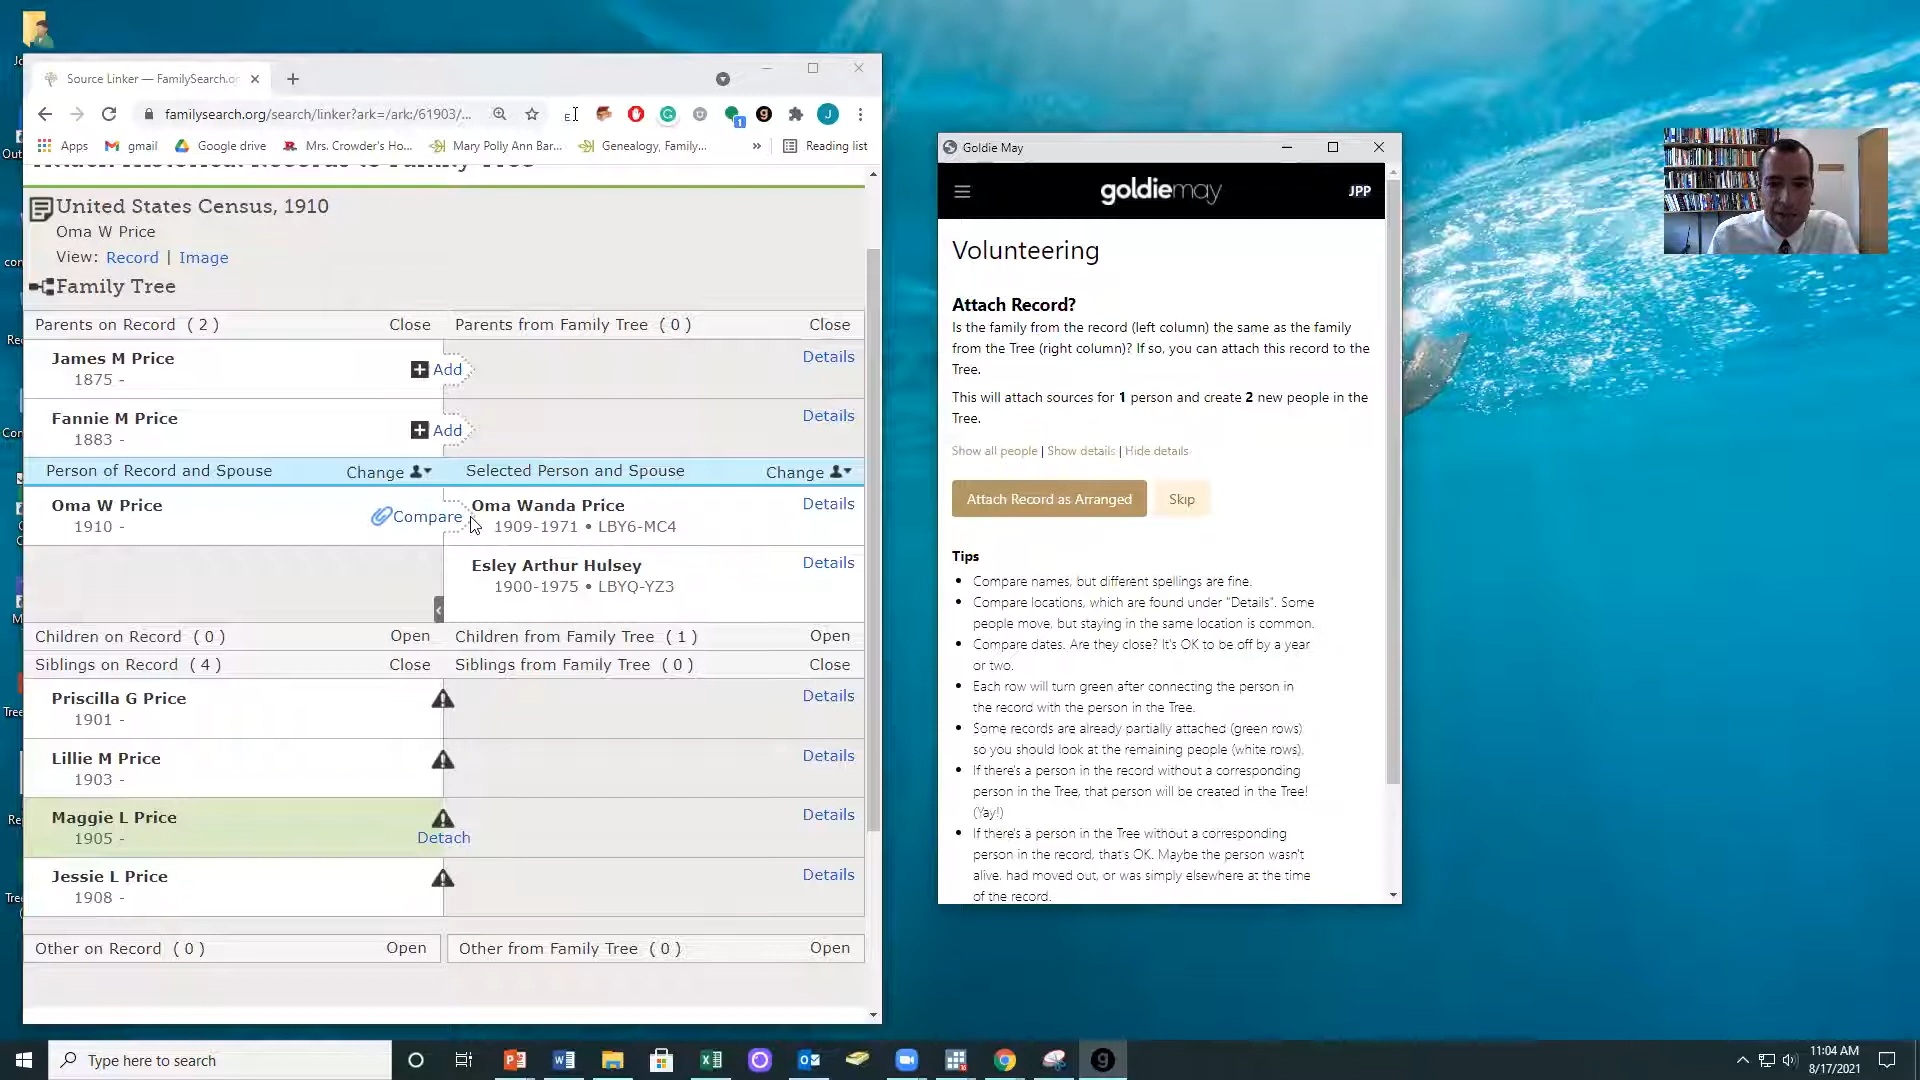 Source Linker — FamilySearch.or
familysearch.org/search/linker?ark=/ark:/61903/...
Apps
gmail
Google drive
Mrs. Crowder's Ho...
Mary Polly Ann Bar...
Genealogy, Family...
»
Reading list
United States Census, 1910
Oma W Price
View: Record | Image
Family Tree
Parents on Record ( 2 )
Close
Parents from Family Tree ( 0 )
Close
James M Price
1875 -
Add
Details
Fannie M Price
1883 -
Add
Details
Person of Record and Spouse
Change
Selected Person and Spouse
Change
Oma W Price
1910 -
Compare
Oma Wanda Price
1909-1971 • LBY6-MC4
Details
Esley Arthur Hulsey
1900-1975 • LBYQ-YZ3
Details
Children on Record ( 0 )
Open
Children from Family Tree ( 1 )
Open
Siblings on Record ( 4 )
Close
Siblings from Family Tree ( 0 )
Close
Priscilla G Price
1901 -
Details
Lillie M Price
1903 -
Details
Maggie L Price
1905 -
Detach
Details
Jessie L Price
1908 -
Details
Other on Record ( 0 )
Open
Other from Family Tree ( 0 )
Open
Goldie May
goldiemay
JPP
Volunteering
Attach Record?
Is the family from the record (left column) the same as the family
from the Tree (right column)? If so, you can attach this record to the
Tree.
This will attach sources for 1 person and create 2 new people in the
Tree.
Show all people | Show details | Hide details
Attach Record as Arranged
Skip
Tips
• Compare names, but different spellings are fine.
• Compare locations, which are found under "Details". Some
people move, but staying in the same location is common.
• Compare dates. Are they close? It's OK to be off by a year
or two.
• Each row will turn green after connecting the person in
the record with the person in the Tree.
• Some records are already partially attached (green rows)
so you should look at the remaining people (white rows).
• If there's a person in the record without a corresponding
person in the Tree, that person will be created in the Tree!
(Yay!)
• If there's a person in the Tree without a corresponding
person in the record, that's OK. Maybe the person wasn't
alive, had moved out, or was simply elsewhere at the time
of the record.
Type here to search
11:04 AM
8/17/2021